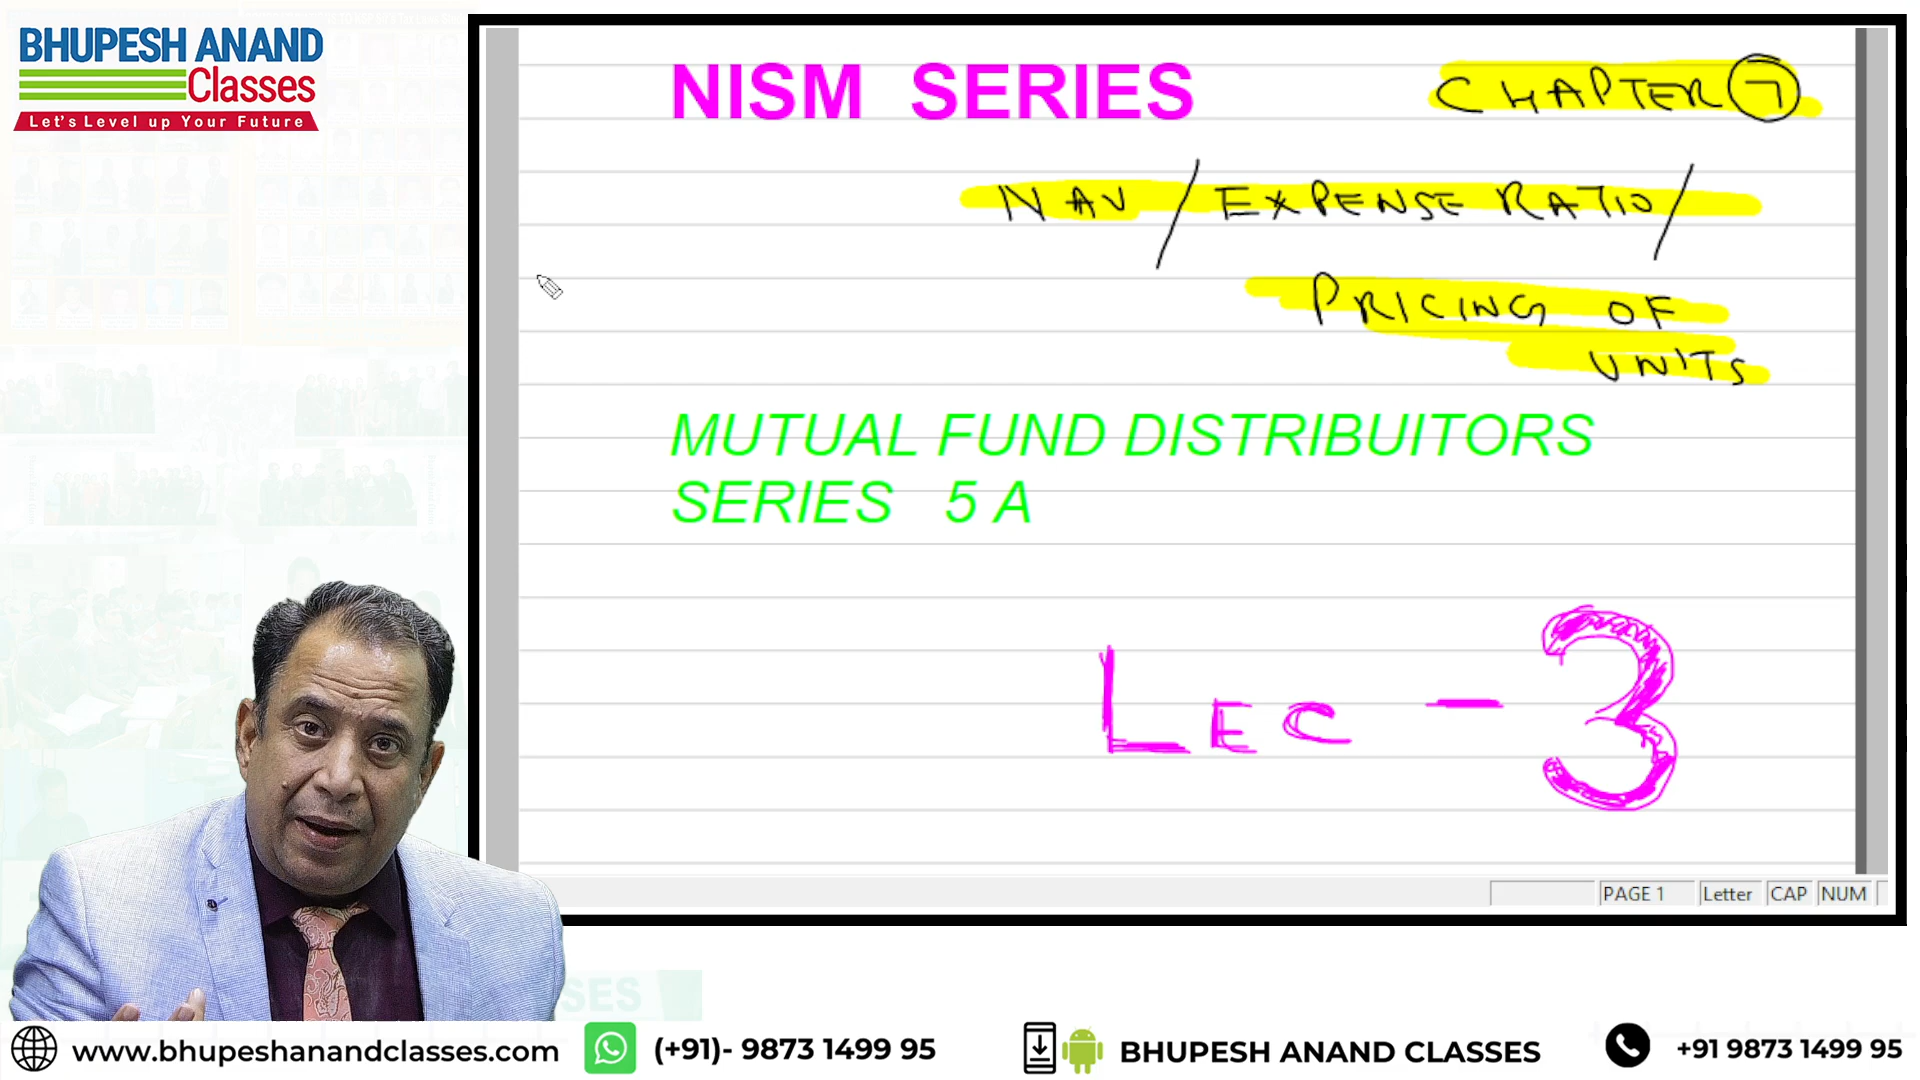 BHUPESH ANAND
Classes
Let's Level up Your Future
NISM SERIES
CHAPTER 7
NAV / EXPENSE RATIO /
PRICING OF
UNITS
MUTUAL FUND DISTRIBUITORS
SERIES 5 A
LEC - 3
PAGE 1 Letter CAP NUM
SES
www.bhupeshanandclasses.com (+91)- 9873 1499 95 BHUPESH ANAND CLASSES +91 9873 1499 95